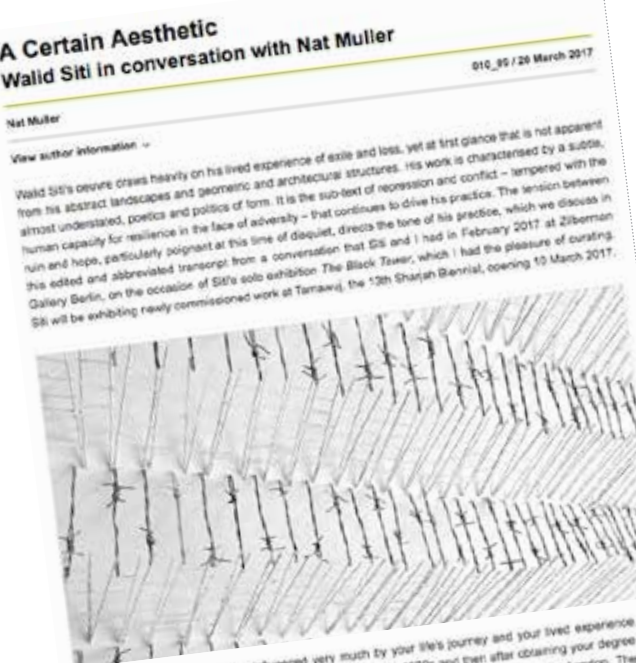 A Certain Aesthetic
Walid Siti in conversation with Nat Muller
010_05 / 20 March 2017
Nat Muller
View author information
Walid Siti's oeuvre draws heavily on his lived experience of exile and loss, yet at first glance that is not apparent
from his abstract landscapes and geometric and architectural structures. His work is characterised by a subtle,
almost understated, poetics and politics of form. It is the sub-text of repression and conflict – tempered with the
human capacity for resilience in the face of adversity – that continues to drive his practice. The tension between
ruin and hope, particularly poignant at this time of disquiet, directs the tone of his practice, which we discuss in
this edited and abbreviated transcript from a conversation that Siti and I had in February 2017 at Zilberman
Gallery Berlin, on the occasion of Siti's solo exhibition The Black Tower, which I had the pleasure of curating.
Siti will be exhibiting newly commissioned work at Tamawuj, the 13th Sharjah Biennial, opening 10 March 2017.
very much by your life's journey and your lived experience
and then after obtaining your degree